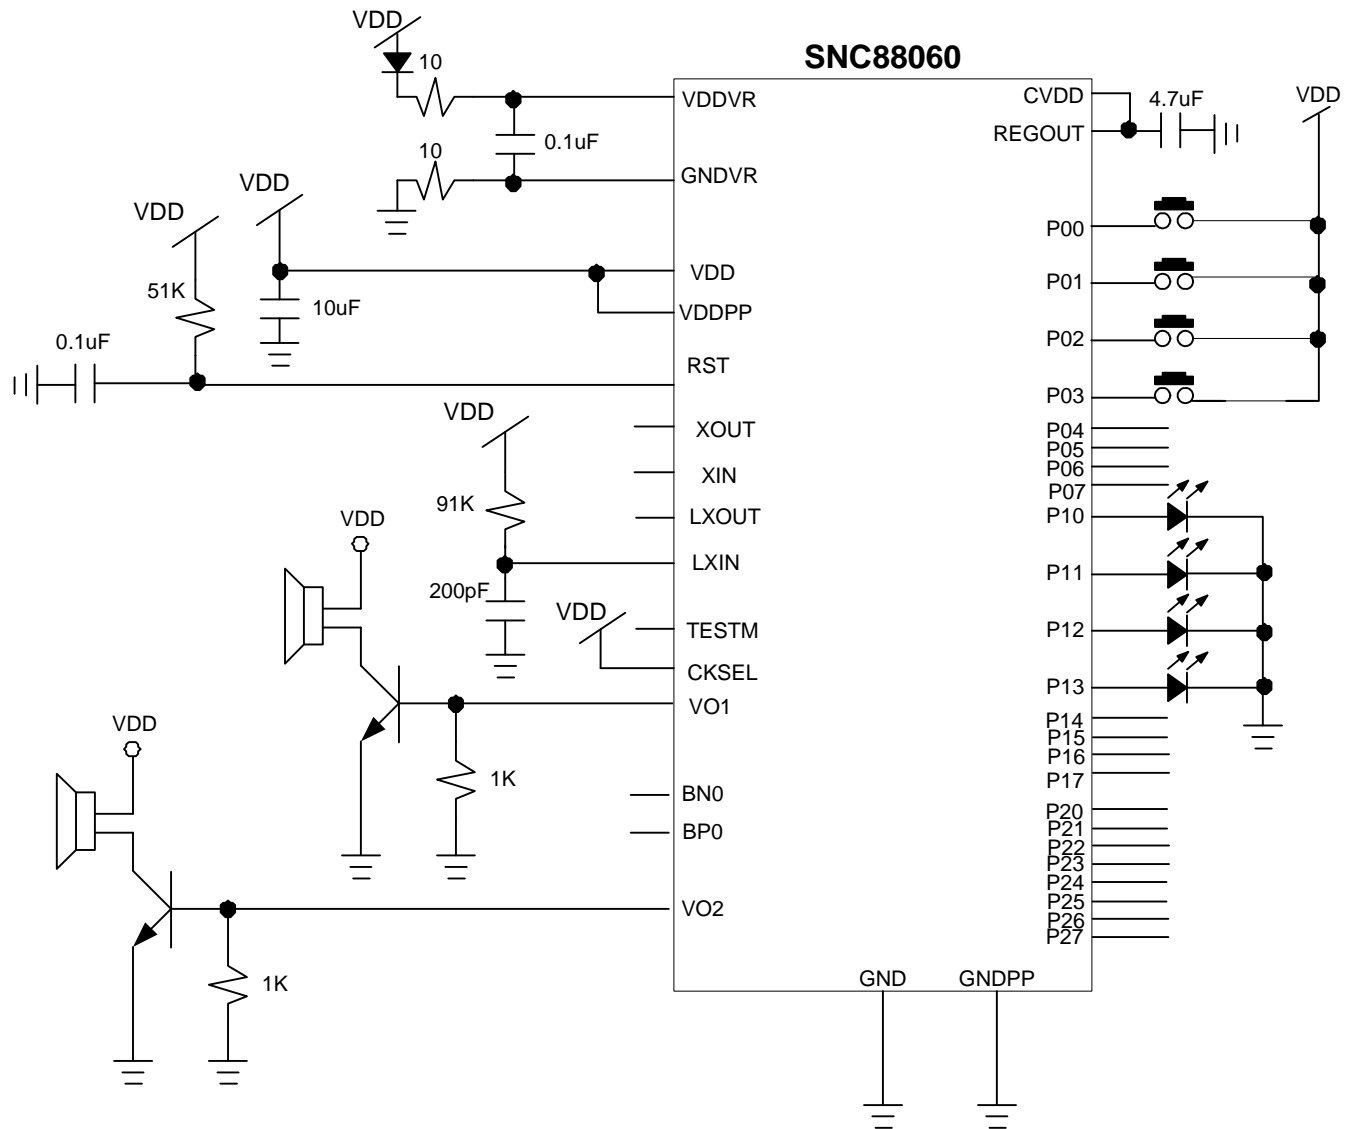 SNC88060
VDD
10
VDDVR
0.1uF
10
GNDVR
VDD
VDD
VDD
51K
10uF
VDDPP
0.1uF
RST
VDD
XOUT
XIN
91K
LXOUT
VDD
LXIN
200pF
VDD
TESTM
CKSEL
VO1
VDD
1K
BN0
BP0
VO2
1K
GND
GNDPP
CVDD
4.7uF
VDD
REGOUT
P00
P01
P02
P03
P04
P05
P06
P07
P10
P11
P12
P13
P14
P15
P16
P17
P20
P21
P22
P23
P24
P25
P26
P27